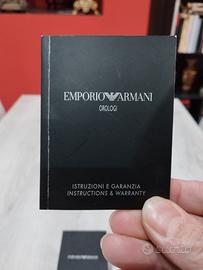 EMPORIO ARMANI
OROLOGI
ISTRUZIONI E GARANZIA
INSTRUCTIONS & WARRANTY